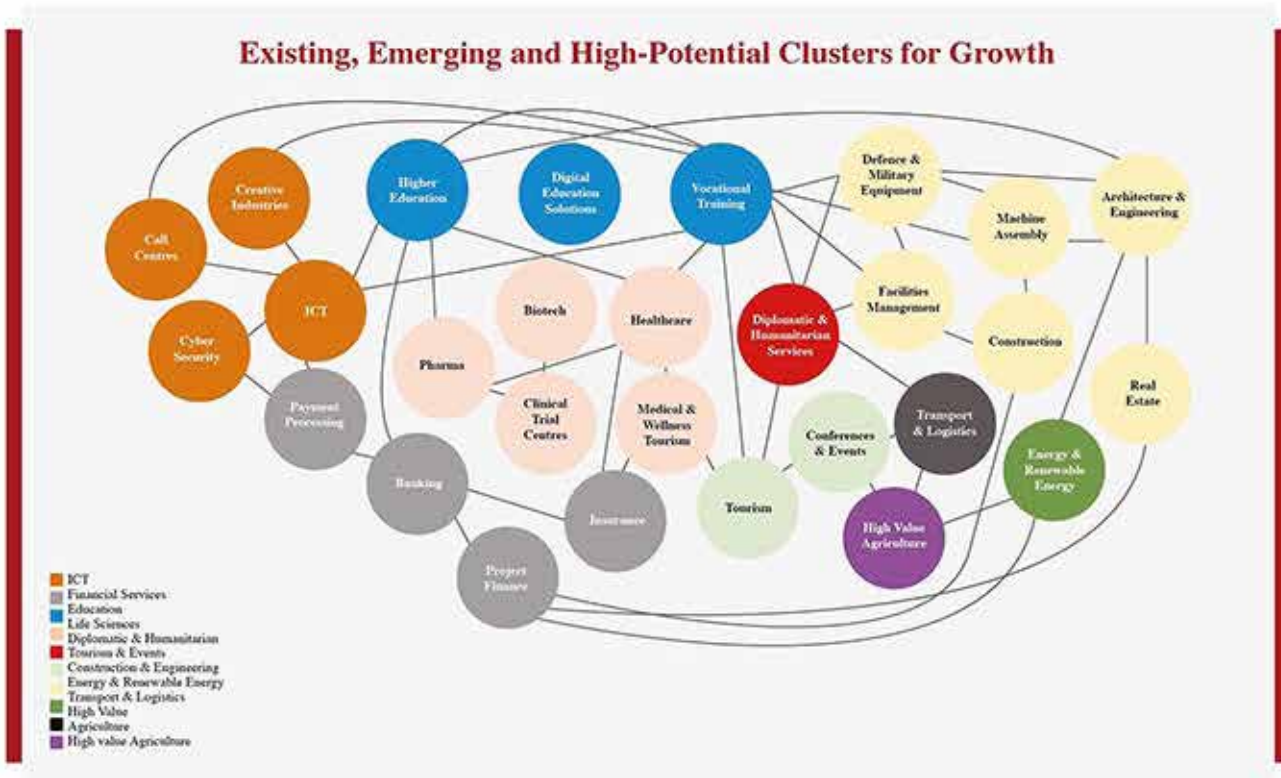 Existing, Emerging and High-Potential Clusters for Growth
Creative
Industries
Higher
Education
Digital
Education
Solutions
Vocational
Training
Defence &
Military
Equipment
Machine
Assembly
Architecture &
Engineering
Call
Centres
ICT
Biotech
Healthcare
Diplomatic &
Humanitarian
Services
Facilities
Management
Construction
Cyber
Security
Pharma
Payment
Processing
Clinical
Trial
Centres
Medical &
Wellness
Tourism
Conferences
& Events
Transport
& Logistics
Real
Estate
Banking
Insurance
Tourism
High Value
Agriculture
Energy &
Renewable
Energy
Project
Finance
ICT
Financial Services
Education
Life Sciences
Diplomatic & Humanitarian
Tourism & Events
Construction & Engineering
Energy & Renewable Energy
Transport & Logistics
High Value
Agriculture
High value Agriculture